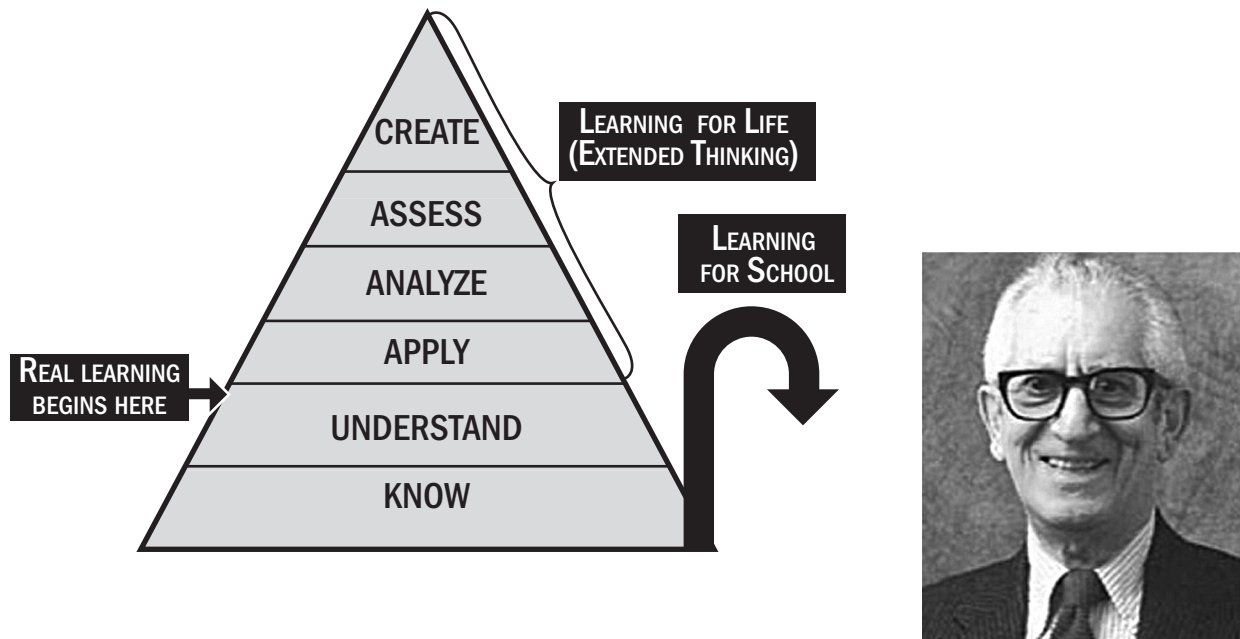 CREATE
LEARNING FOR LIFE
(EXTENDED THINKING)
ASSESS
LEARNING
FOR SCHOOL
ANALYZE
APPLY
REAL LEARNING
BEGINS HERE
UNDERSTAND
KNOW